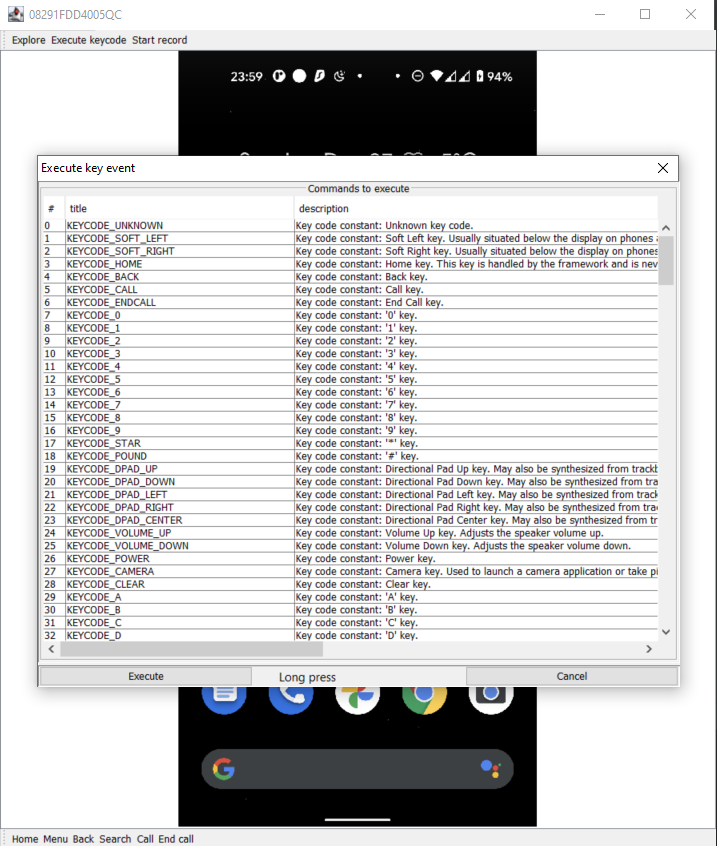 08291FDD4005QC
Explore Execute keycode Start record
23:59 94%
Execute key event
Commands to execute
# title description
0 KEYCODE_UNKNOWN Key code constant: Unknown key code.
1 KEYCODE_SOFT_LEFT Key code constant: Soft Left key. Usually situated below the display on phones
2 KEYCODE_SOFT_RIGHT Key code constant: Soft Right key. Usually situated below the display on phones
3 KEYCODE_HOME Key code constant: Home key. This key is handled by the framework and is nev
4 KEYCODE_BACK Key code constant: Back key.
5 KEYCODE_CALL Key code constant: Call key.
6 KEYCODE_ENDCALL Key code constant: End Call key.
7 KEYCODE_0 Key code constant: '0' key.
8 KEYCODE_1 Key code constant: '1' key.
9 KEYCODE_2 Key code constant: '2' key.
10 KEYCODE_3 Key code constant: '3' key.
11 KEYCODE_4 Key code constant: '4' key.
12 KEYCODE_5 Key code constant: '5' key.
13 KEYCODE_6 Key code constant: '6' key.
14 KEYCODE_7 Key code constant: '7' key.
15 KEYCODE_8 Key code constant: '8' key.
16 KEYCODE_9 Key code constant: '9' key.
17 KEYCODE_STAR Key code constant: '*' key.
18 KEYCODE_POUND Key code constant: '#' key.
19 KEYCODE_DPAD_UP Key code constant: Directional Pad Up key. May also be synthesized from trackb
20 KEYCODE_DPAD_DOWN Key code constant: Directional Pad Down key. May also be synthesized from tra
21 KEYCODE_DPAD_LEFT Key code constant: Directional Pad Left key. May also be synthesized from track
22 KEYCODE_DPAD_RIGHT Key code constant: Directional Pad Right key. May also be synthesized from trac
23 KEYCODE_DPAD_CENTER Key code constant: Directional Pad Center key. May also be synthesized from tr
24 KEYCODE_VOLUME_UP Key code constant: Volume Up key. Adjusts the speaker volume up.
25 KEYCODE_VOLUME_DOWN Key code constant: Volume Down key. Adjusts the speaker volume down.
26 KEYCODE_POWER Key code constant: Power key.
27 KEYCODE_CAMERA Key code constant: Camera key. Used to launch a camera application or take pi
28 KEYCODE_CLEAR Key code constant: Clear key.
29 KEYCODE_A Key code constant: 'A' key.
30 KEYCODE_B Key code constant: 'B' key.
31 KEYCODE_C Key code constant: 'C' key.
32 KEYCODE_D Key code constant: 'D' key.
Execute Long press Cancel
Home Menu Back Search Call End call